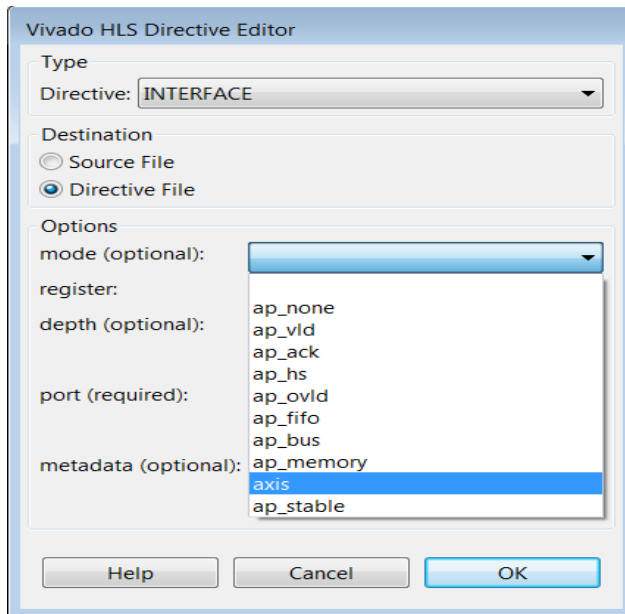 Vivado HLS Directive Editor
Type
Directive: INTERFACE
Destination
Source File
Directive File
Options
mode (optional):
register:
depth (optional):
port (required):
metadata (optional):
ap_none
ap_vld
ap_ack
ap_hs
ap_ovld
ap_fifo
ap_bus
ap_memory
axis
ap_stable
Help Cancel OK